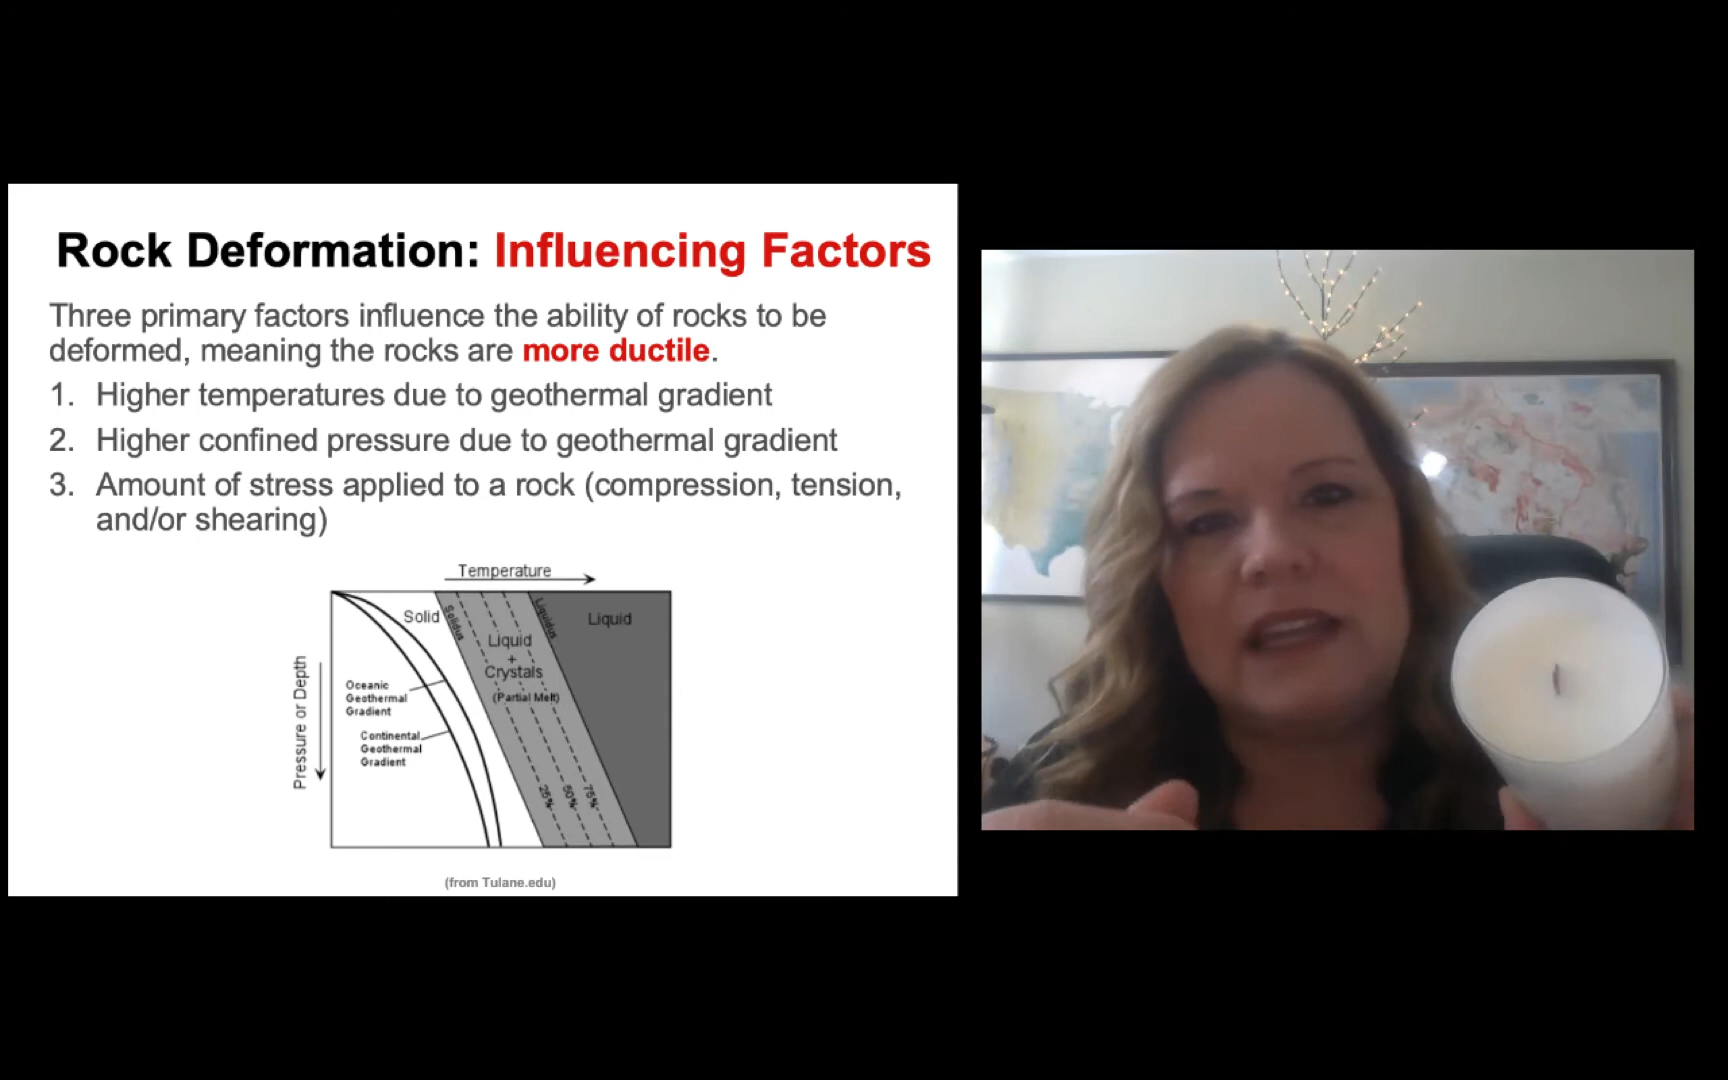 Rock Deformation: Influencing Factors
Three primary factors influence the ability of rocks to be
deformed, meaning the rocks are more ductile.
1. Higher temperatures due to geothermal gradient
2. Higher confined pressure due to geothermal gradient
3. Amount of stress applied to a rock (compression, tension,
and/or shearing)
Temperature
Pressure or Depth
Solid
Solidus
Liquidus
Liquid
Liquid
+
Crystals
(Partial Melt)
Oceanic
Geothermal
Gradient
Continental
Geothermal
Gradient
25%
50%
75%
(from Tulane.edu)